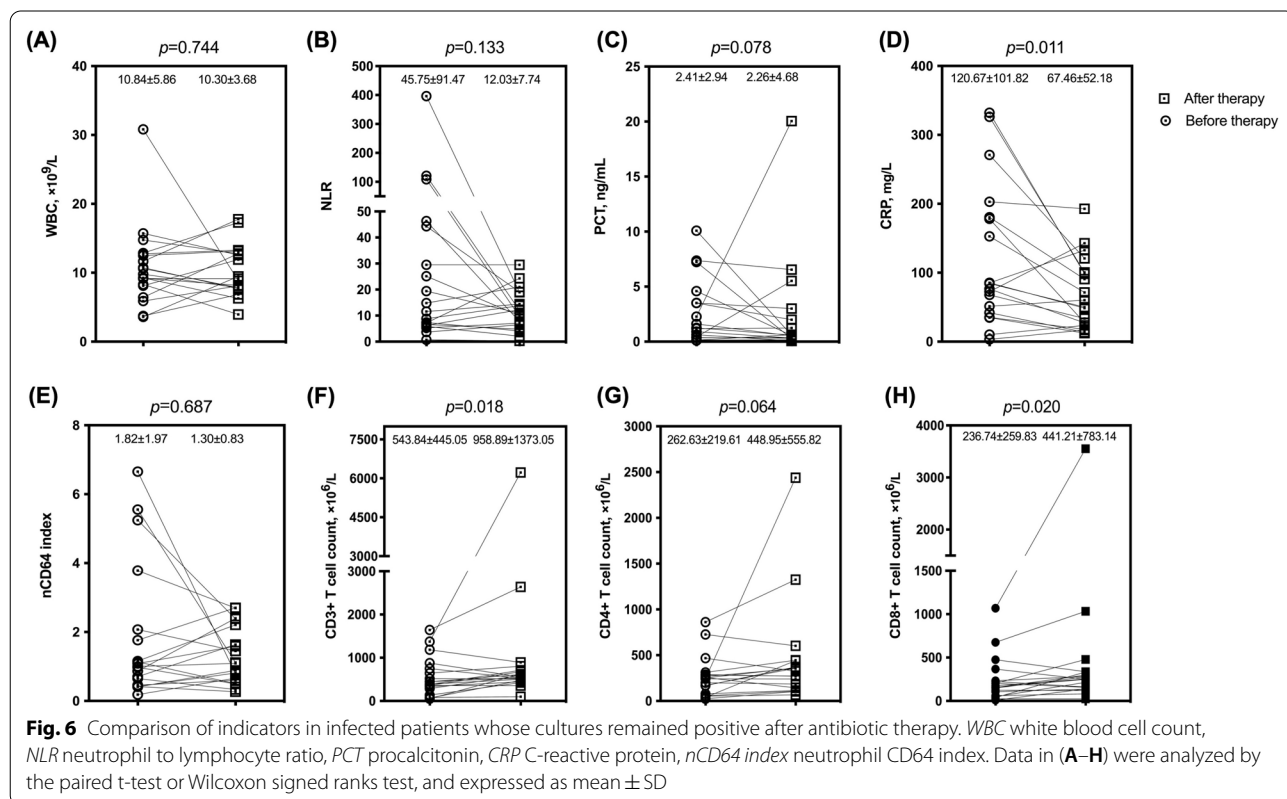 (A)
p=0.744
10.84±5.86 10.30±3.68
WBC, ×10⁹/L
40
30
20
10
0
(B)
p=0.133
45.75±91.47 12.03±7.74
NLR
500
400
300
200
100
50
40
30
20
10
0
(C)
p=0.078
2.41±2.94 2.26±4.68
PCT, ng/mL
25
20
15
10
5
0
(D)
p=0.011
120.67±101.82 67.46±52.18
CRP, mg/L
400
300
200
100
0
After therapy
Before therapy
(E)
p=0.687
1.82±1.97 1.30±0.83
nCD64 index
8
6
4
2
0
(F)
p=0.018
543.84±445.05 958.89±1373.05
CD3+ T cell count, ×10⁶/L
7500
6000
4500
3000
3000
2000
1000
0
(G)
p=0.064
262.63±219.61 448.95±555.82
CD4+ T cell count, ×10⁶/L
3000
2500
2000
1500
1000
500
0
(H)
p=0.020
236.74±259.83 441.21±783.14
CD8+ T cell count, ×10⁶/L
4000
3000
2000
1500
1000
500
0
Fig. 6 Comparison of indicators in infected patients whose cultures remained positive after antibiotic therapy. WBC white blood cell count,
NLR neutrophil to lymphocyte ratio, PCT procalcitonin, CRP C-reactive protein, nCD64 index neutrophil CD64 index. Data in (A–H) were analyzed by
the paired t-test or Wilcoxon signed ranks test, and expressed as mean ± SD